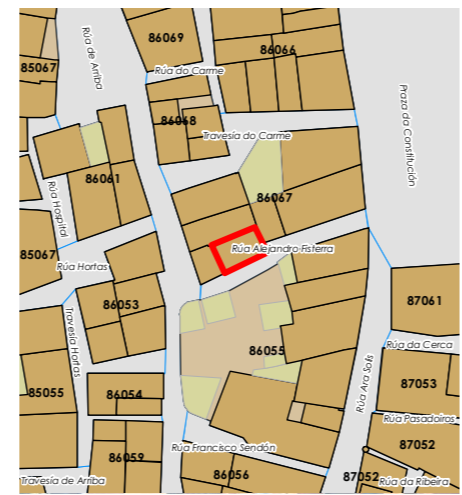 86069
86066
Rúa de Arriba
85067
Rúa do Carme
Praza da Constitución
86068
Travesía do Carme
86061
Rúa Hospital
86067
85067
Rúa Alejandro Fisterra
Rúa Hortas
86053
87061
Travesía Hortas
86055
Rúa da Cerca
Rúa Ara Solis
85055
86054
87053
Rúa Pasadoiros
Rúa Francisco Sendón
87052
86059
86056
87052
Travesía de Arriba
Rúa da Ribeira